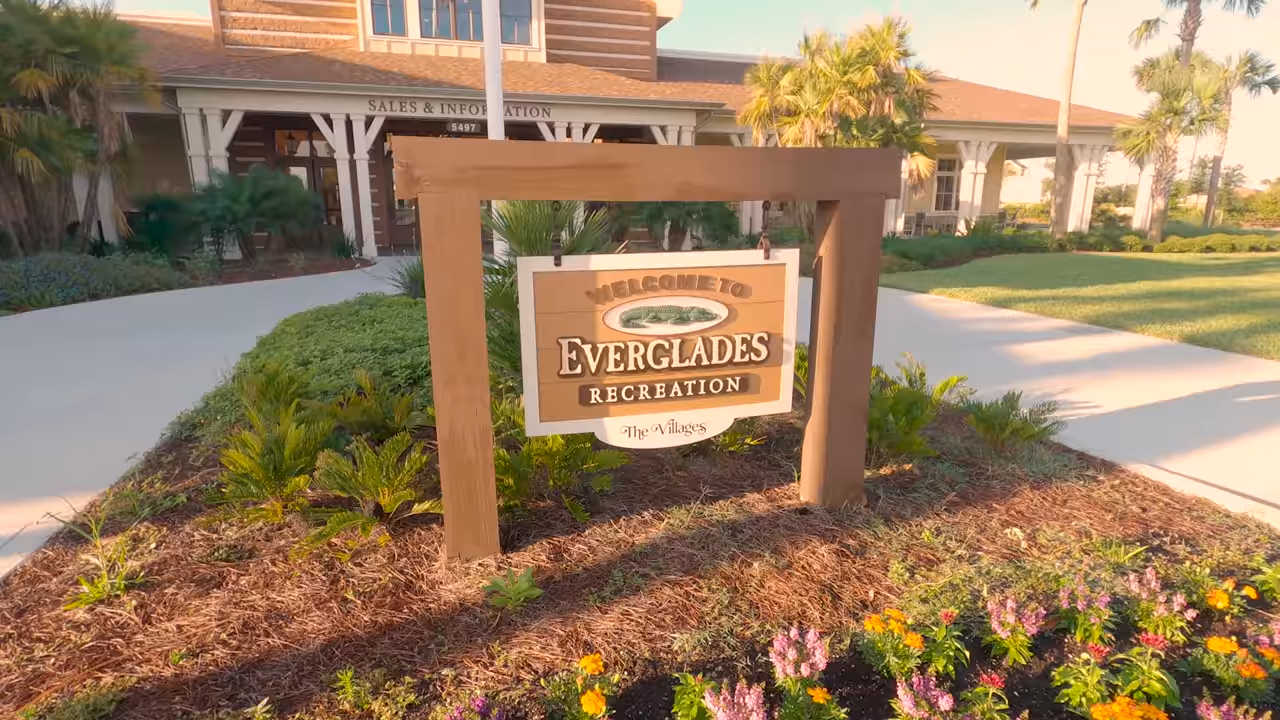 SALES & INFORMATION
5497
WELCOME TO
EVERGLADES
RECREATION
The Villages